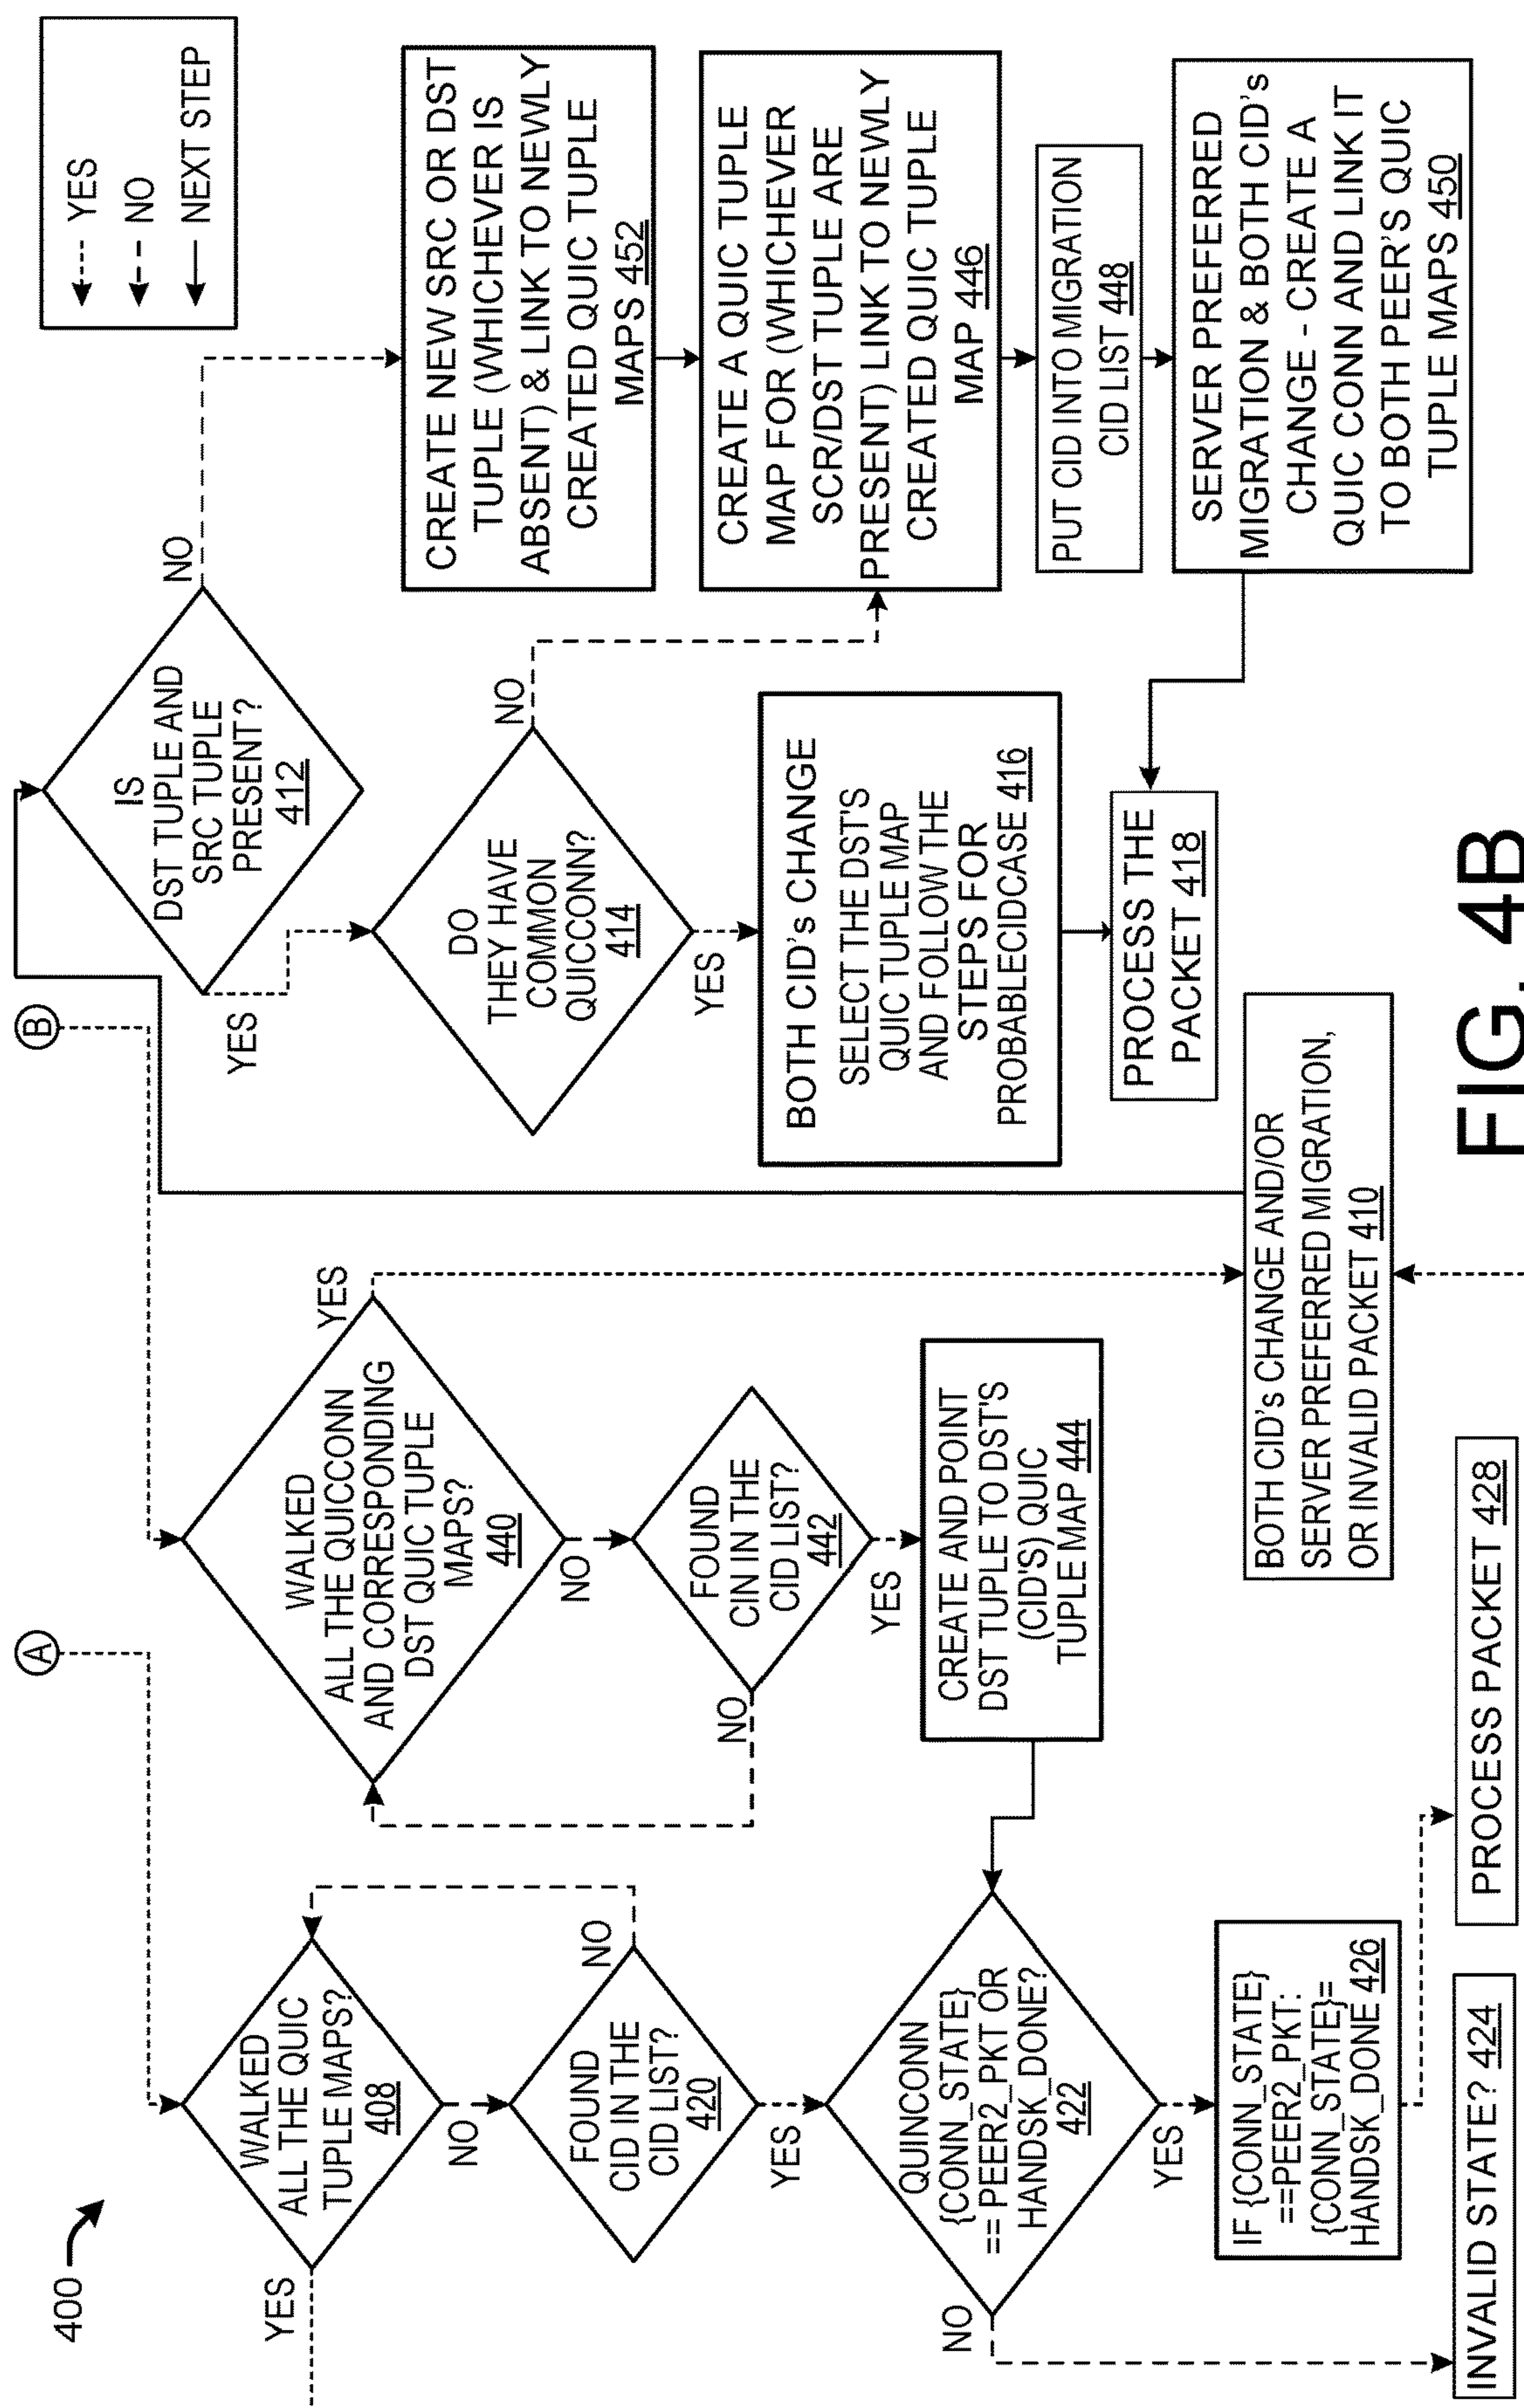 400
A
B
YES
NO
NEXT STEP
WALKED
ALL THE QUIC
TUPLE MAPS?
408
YES
NO
FOUND
CID IN THE
CID LIST?
420
NO
YES
QUINCONN
{CONN_STATE}
== PEER2_PKT OR
HANDSK_DONE?
422
NO
YES
IF {CONN_STATE}
==PEER2_PKT:
{CONN_STATE}=
HANDSK_DONE 426
INVALID STATE? 424
PROCESS PACKET 428
WALKED
ALL THE QUICCONN
AND CORRESPONDING
DST QUIC TUPLE
MAPS?
440
YES
NO
FOUND
CIN IN THE
CID LIST?
442
NO
YES
CREATE AND POINT
DST TUPLE TO DST'S
(CID'S) QUIC
TUPLE MAP 444
BOTH CID's CHANGE AND/OR
SERVER PREFERRED MIGRATION,
OR INVALID PACKET 410
IS
DST TUPLE AND
SRC TUPLE
PRESENT?
412
YES
NO
DO
THEY HAVE
COMMON
QUICCONN?
414
NO
YES
BOTH CID's CHANGE
SELECT THE DST'S
QUIC TUPLE MAP
AND FOLLOW THE
STEPS FOR
PROBABLECIDCASE 416
PROCESS THE
PACKET 418
CREATE NEW SRC OR DST
TUPLE (WHICHEVER IS
ABSENT) & LINK TO NEWLY
CREATED QUIC TUPLE
MAPS 452
CREATE A QUIC TUPLE
MAP FOR (WHICHEVER
SCR/DST TUPLE ARE
PRESENT) LINK TO NEWLY
CREATED QUIC TUPLE
MAP 446
PUT CID INTO MIGRATION
CID LIST 448
SERVER PREFERRED
MIGRATION & BOTH CID's
CHANGE - CREATE A
QUIC CONN AND LINK IT
TO BOTH PEER'S QUIC
TUPLE MAPS 450
FIG. 4B